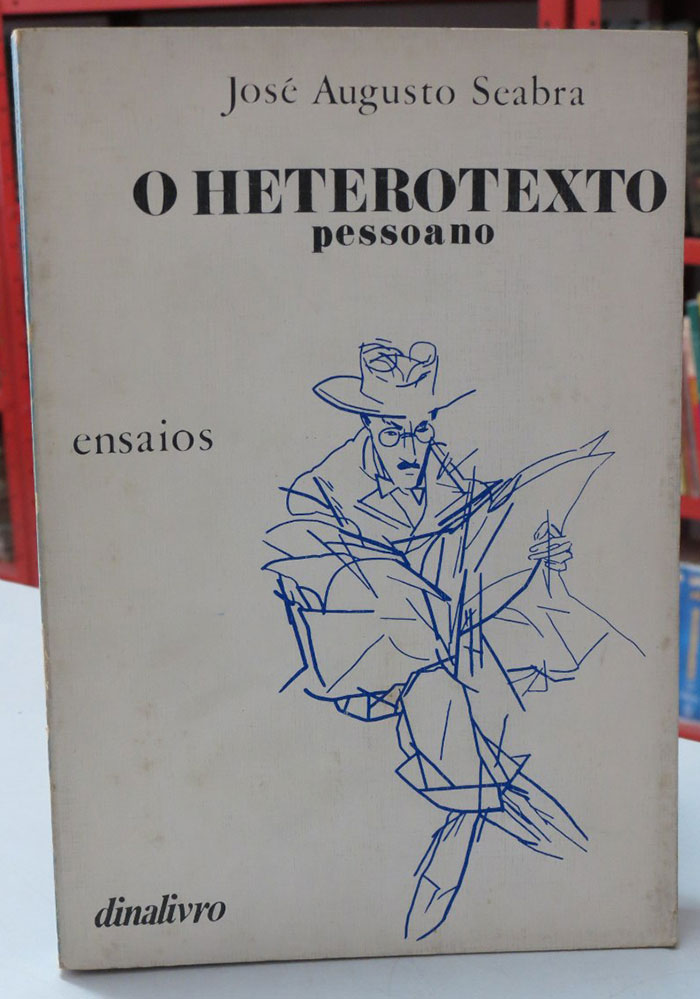 José Augusto Seabra
O HETEROTEXTO
pessoano
ensaios
dinalivro